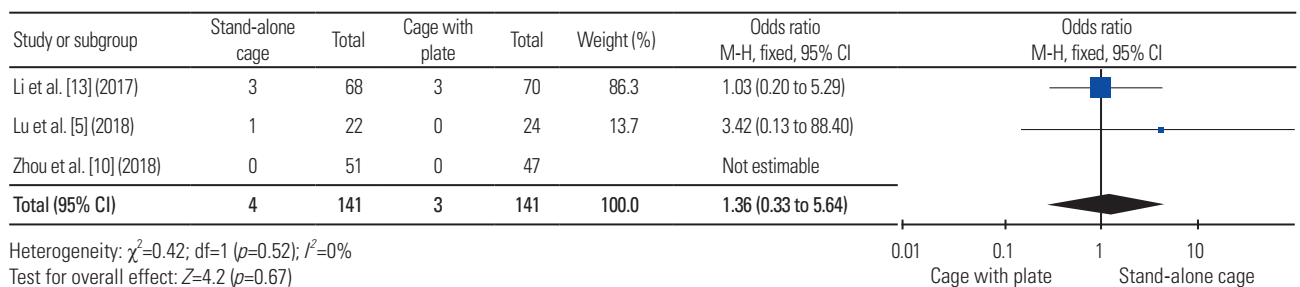 Study or subgroup Stand-alone cage Total Cage with plate Total Weight (%) Odds ratio M-H, fixed, 95% CI Odds ratio M-H, fixed, 95% CI
Li et al. [13] (2017) 3 68 3 70 86.3 1.03 (0.20 to 5.29)
Lu et al. [5] (2018) 1 22 0 24 13.7 3.42 (0.13 to 88.40)
Zhou et al. [10] (2018) 0 51 0 47 Not estimable
Total (95% CI) 4 141 3 141 100.0 1.36 (0.33 to 5.64)
Heterogeneity: χ²=0.42; df=1 (p=0.52); I²=0%
Test for overall effect: Z=4.2 (p=0.67)
0.01 0.1 1 10
Cage with plate Stand-alone cage